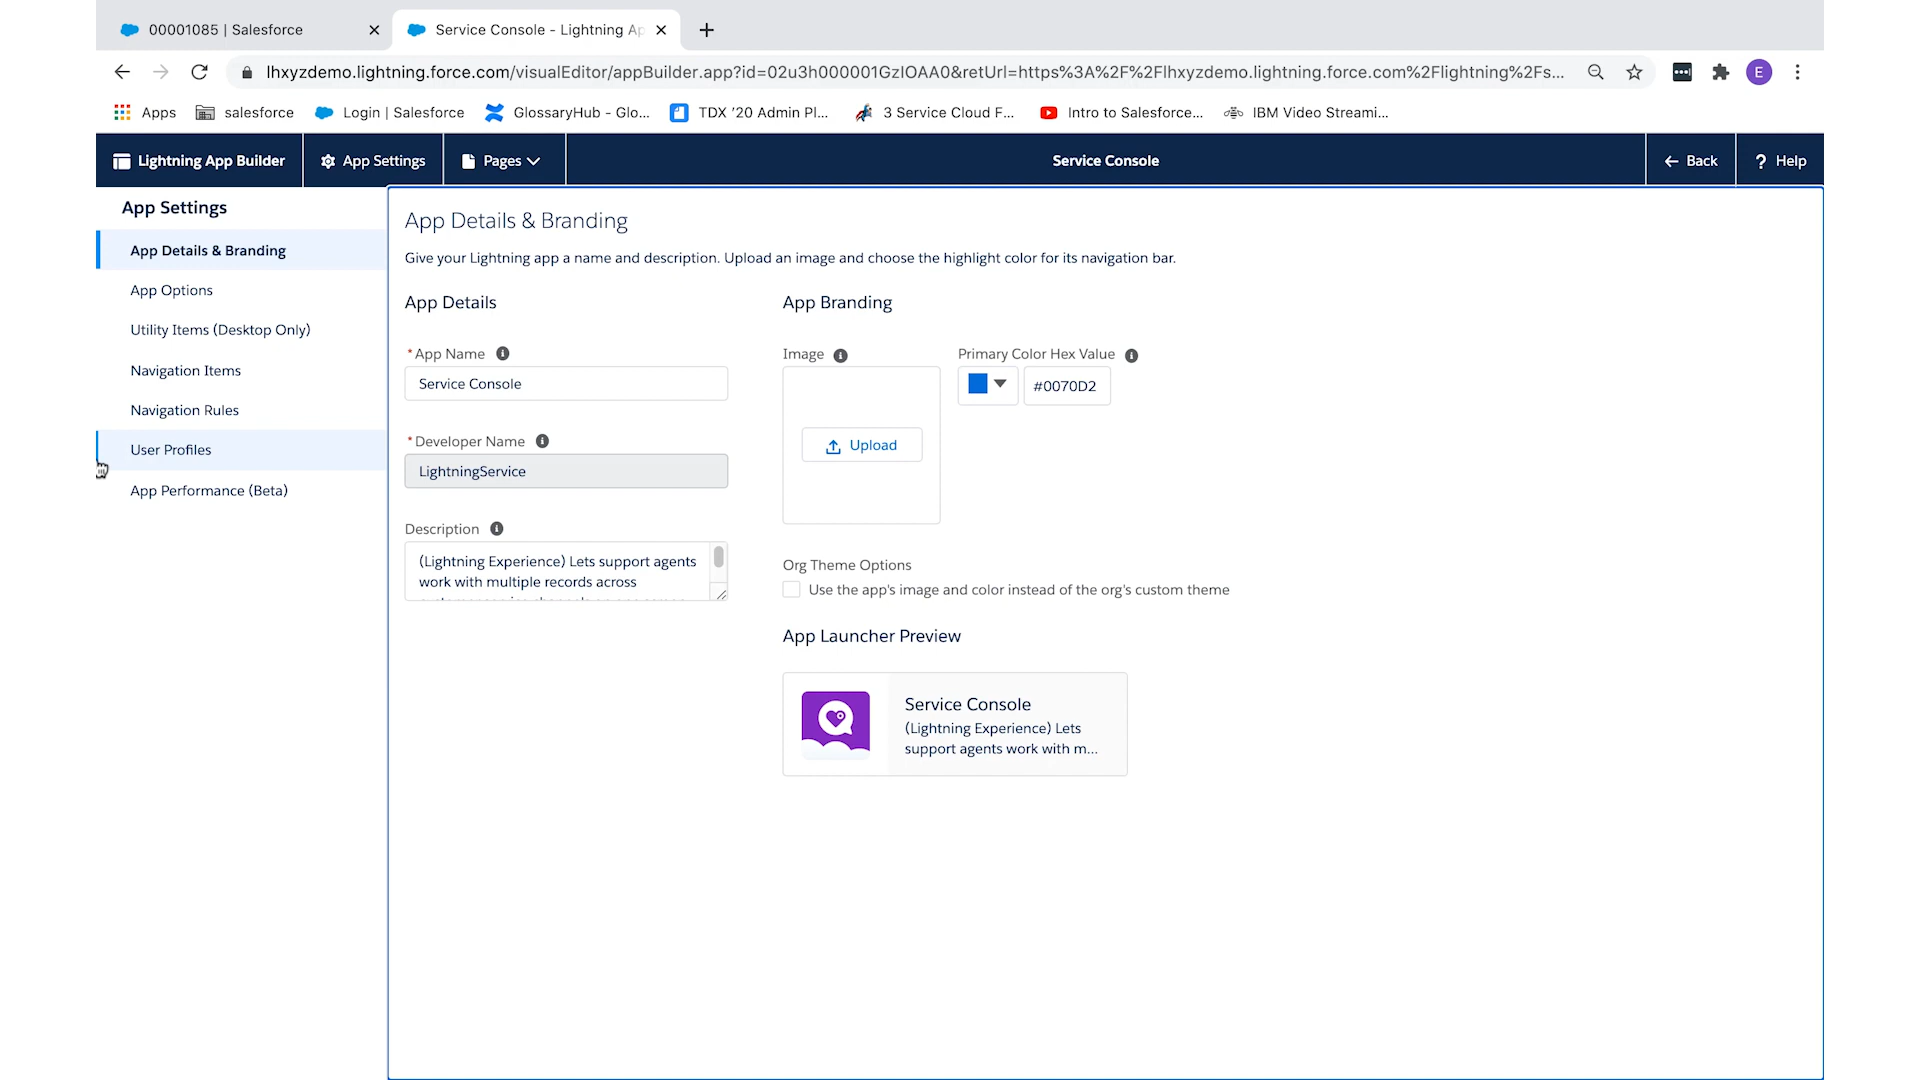 00001085 | Salesforce
Service Console - Lightning Ap
lhxyzdemo.lightning.force.com/visualEditor/appBuilder.app?id=02u3h000001GzIOAA0&retUrl=https%3A%2F%2Flhxyzdemo.lightning.force.com%2Flightning%2Fs...
E
Apps
salesforce
Login | Salesforce
GlossaryHub - Glo...
TDX '20 Admin Pl...
3 Service Cloud F...
Intro to Salesforce...
IBM Video Streami...
Lightning App Builder
App Settings
Pages
Service Console
Back
? Help
App Settings
App Details & Branding
App Options
Utility Items (Desktop Only)
Navigation Items
Navigation Rules
User Profiles
App Performance (Beta)
App Details & Branding
Give your Lightning app a name and description. Upload an image and choose the highlight color for its navigation bar.
App Details
*App Name
Service Console
*Developer Name
LightningService
Description
(Lightning Experience) Lets support agents
work with multiple records across
App Branding
Image
Upload
Primary Color Hex Value
#0070D2
Org Theme Options
Use the app's image and color instead of the org's custom theme
App Launcher Preview
Service Console
(Lightning Experience) Lets
support agents work with m...